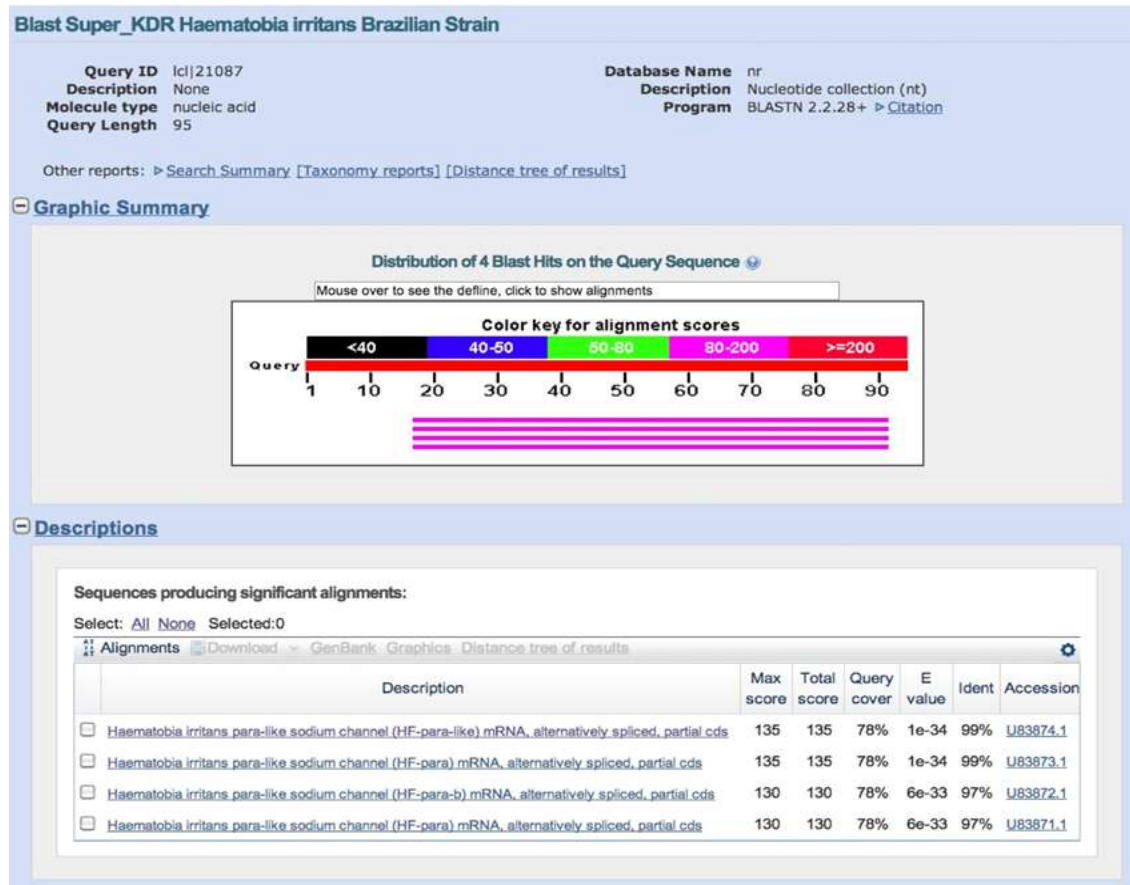 Blast Super_KDR Haematobia irritans Brazilian Strain
Query ID lcl|21087
Description None
Molecule type nucleic acid
Query Length 95
Database Name nr
Description Nucleotide collection (nt)
Program BLASTN 2.2.28+ Citation
Other reports: Search Summary [Taxonomy reports] [Distance tree of results]
Graphic Summary
Distribution of 4 Blast Hits on the Query Sequence
Mouse over to see the defline, click to show alignments
Color key for alignment scores
<40 40-50 50-80 80-200 >=200
Query
1 10 20 30 40 50 60 70 80 90
Descriptions
Sequences producing significant alignments:
Select: All None Selected:0
Alignments Download GenBank Graphics Distance tree of results
Description Max score Total score Query cover E value Ident Accession
Haematobia irritans para-like sodium channel (HF-para-like) mRNA, alternatively spliced, partial cds 135 135 78% 1e-34 99% U83874.1
Haematobia irritans para-like sodium channel (HF-para) mRNA, alternatively spliced, partial cds 135 135 78% 1e-34 99% U83873.1
Haematobia irritans para-like sodium channel (HF-para-b) mRNA, alternatively spliced, partial cds 130 130 78% 6e-33 97% U83872.1
Haematobia irritans para-like sodium channel (HF-para) mRNA, alternatively spliced, partial cds 130 130 78% 6e-33 97% U83871.1